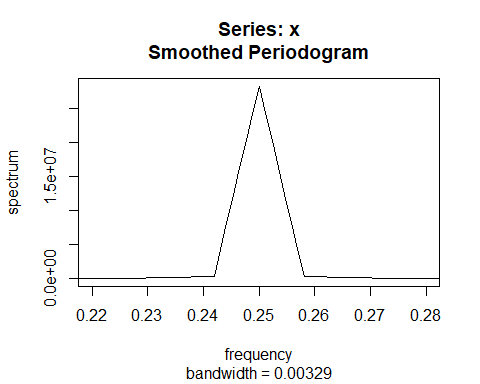 Series: x
Smoothed Periodogram
spectrum
1.5e+07
0.0e+00
0.22 0.23 0.24 0.25 0.26 0.27 0.28
frequency
bandwidth = 0.00329